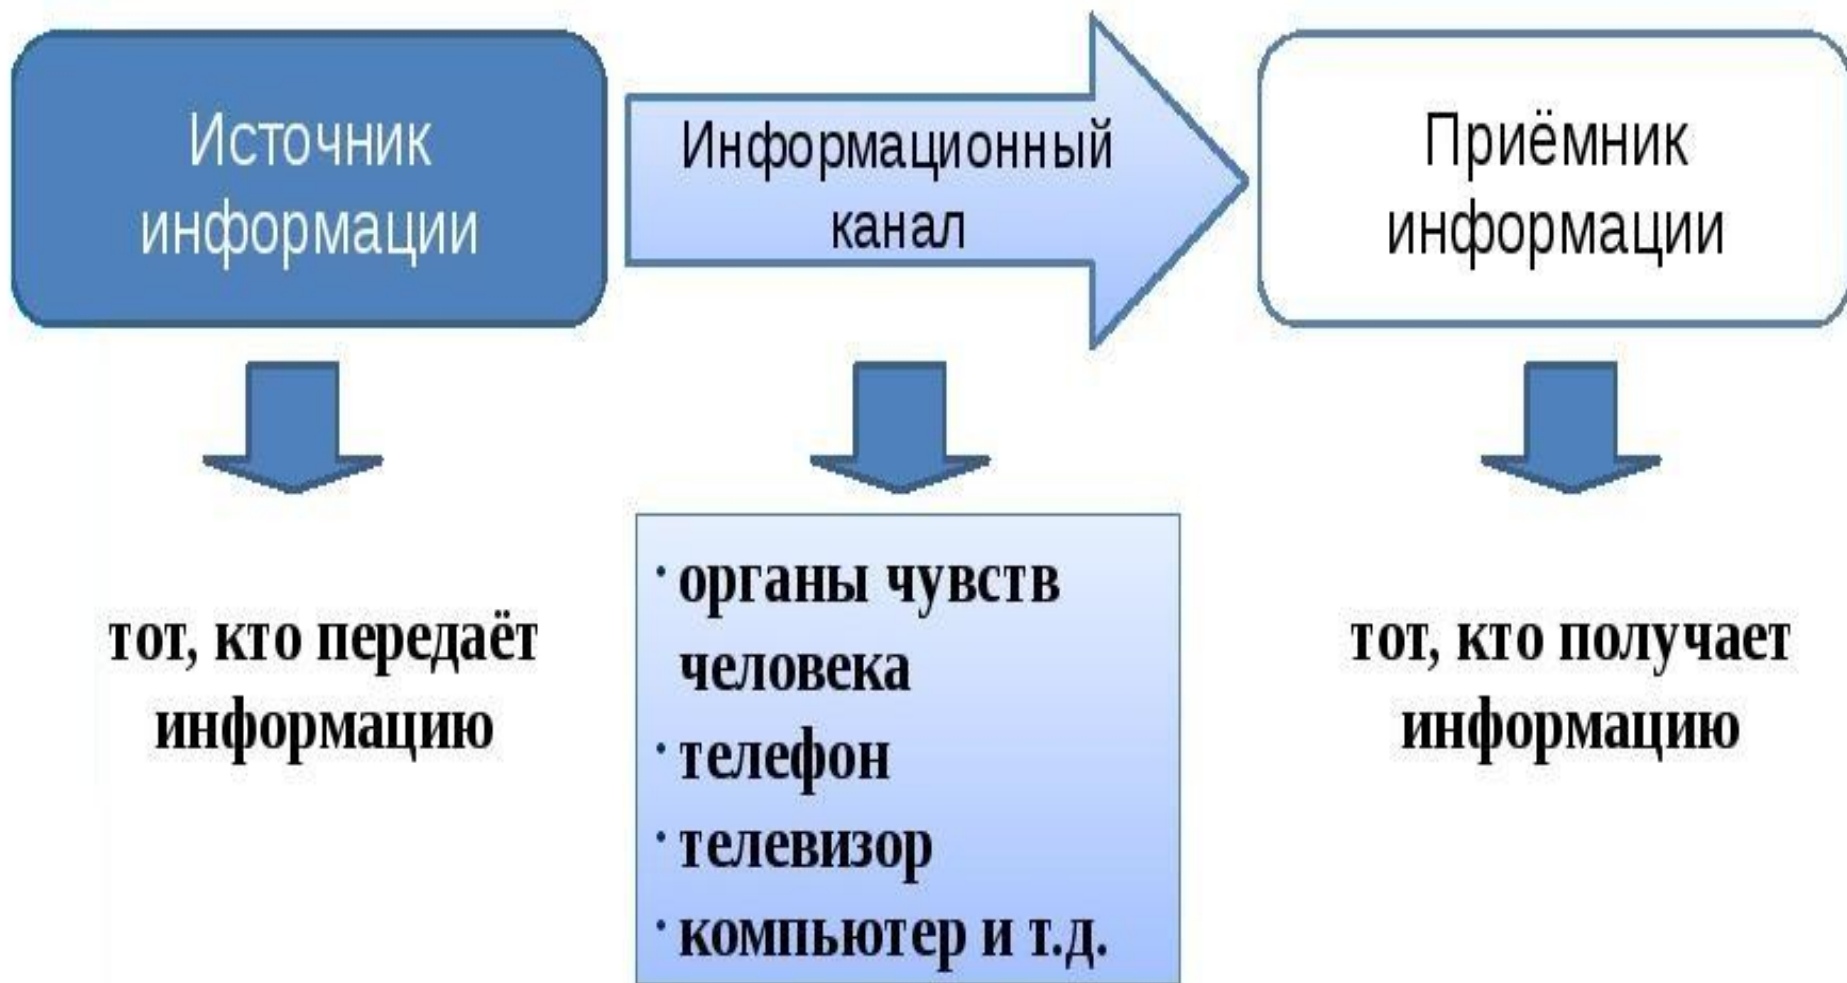 Источник
информации
Информационный
канал
Приёмник
информации
тот, кто передаёт
информацию
· органы чувств
человека
· телефон
· телевизор
· компьютер и т.д.
тот, кто получает
информацию